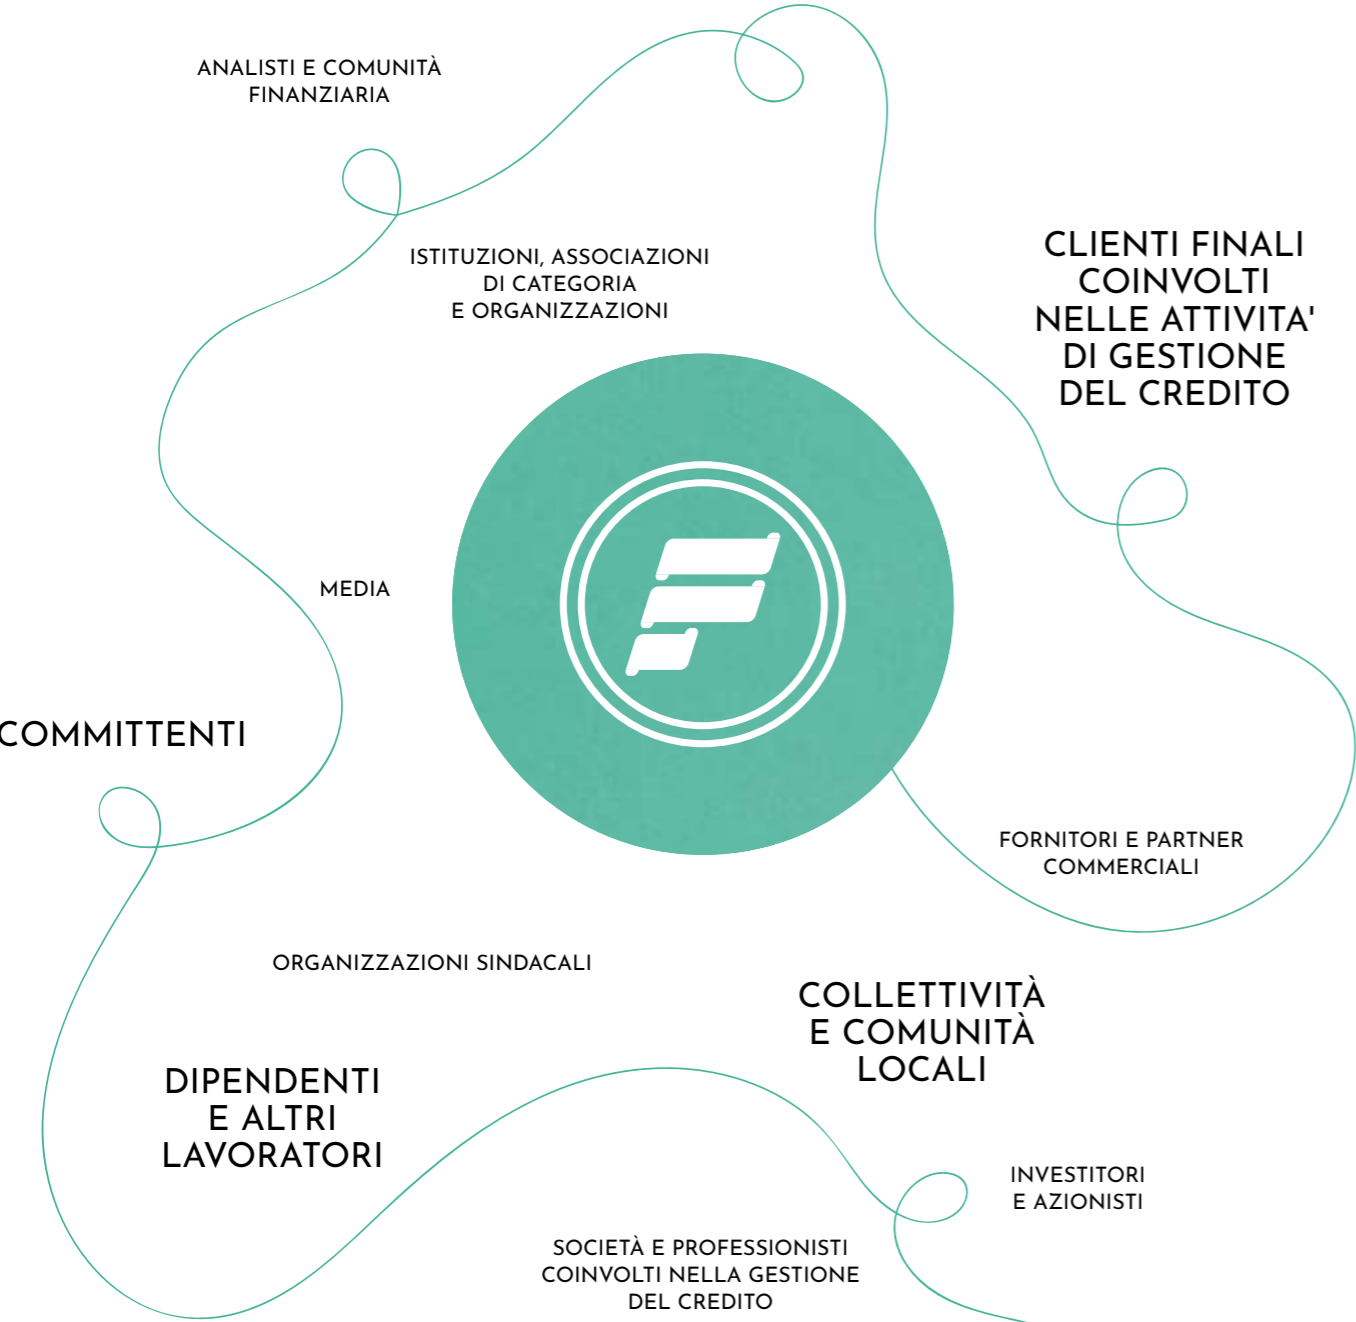 ANALISTI E COMUNITÀ
FINANZIARIA
ISTITUZIONI, ASSOCIAZIONI
DI CATEGORIA
E ORGANIZZAZIONI
CLIENTI FINALI
COINVOLTI
NELLE ATTIVITA'
DI GESTIONE
DEL CREDITO
MEDIA
COMMITTENTI
FORNITORI E PARTNER
COMMERCIALI
ORGANIZZAZIONI SINDACALI
COLLETTIVITÀ
E COMUNITÀ
LOCALI
DIPENDENTI
E ALTRI
LAVORATORI
INVESTITORI
E AZIONISTI
SOCIETÀ E PROFESSIONISTI
COINVOLTI NELLA GESTIONE
DEL CREDITO